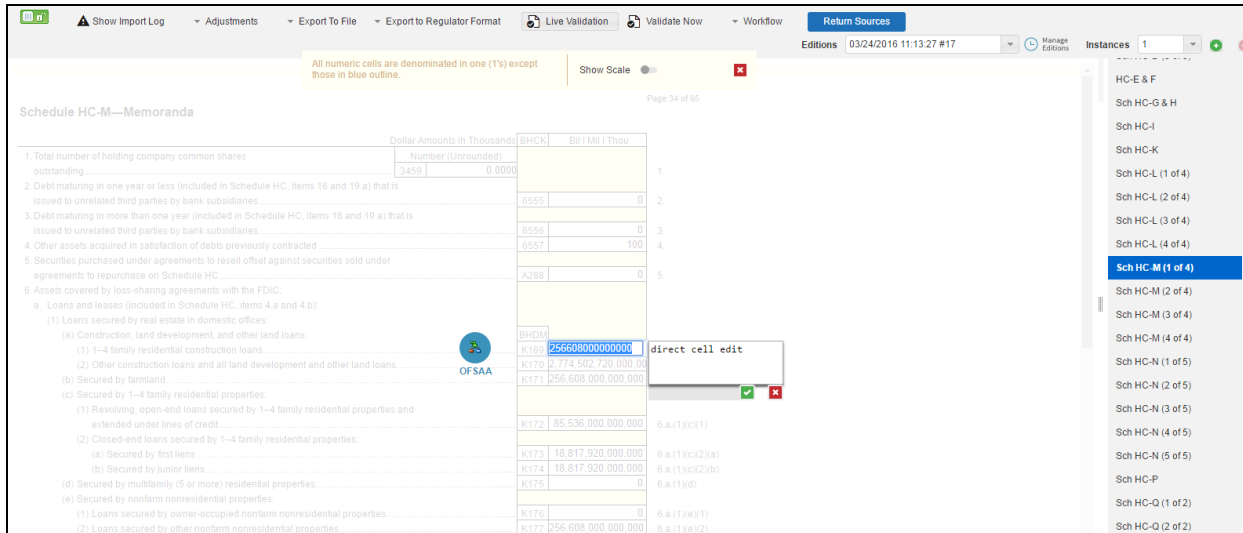 Show Import Log
Adjustments
Export To File
Export to Regulator Format
Live Validation
Validate Now
Workflow
Return Sources
Editions 03/24/2016 11:13:27 #17
Manage Editions
Instances 1
All numeric cells are denominated in one (1's) except
those in blue outline.
Show Scale
Page 34 of 65
Schedule HC-M—Memoranda
Dollar Amounts in Thousands BHCK Bil I Mil I Thou
1. Total number of holding company common shares Number (Unrounded)
outstanding 3459 0.0000 1
2. Debt maturing in one year or less (included in Schedule HC, items 16 and 19.a) that is
issued to unrelated third parties by bank subsidiaries 6555 0 2.
3. Debt maturing in more than one year (included in Schedule HC, items 16 and 19.a) that is
issued to unrelated third parties by bank subsidiaries 6556 0 3.
4. Other assets acquired in satisfaction of debts previously contracted 6557 100 4.
5. Securities purchased under agreements to resell offset against securities sold under
agreements to repurchase on Schedule HC A288 0 5.
6. Assets covered by loss-sharing agreements with the FDIC:
a. Loans and leases (included in Schedule HC, items 4.a and 4.b):
(1) Loans secured by real estate in domestic offices:
(a) Construction, land development, and other land loans: BHDM
(1) 1–4 family residential construction loans K169 256608000000000
direct cell edit
OFSAA
(2) Other construction loans and all land development and other land loans K170 2,774,502,720,000,00
(b) Secured by farmland K171 256,608,000,000,000
(c) Secured by 1–4 family residential properties:
(1) Revolving, open-end loans secured by 1–4 family residential properties and
extended under lines of credit K172 85,536,000,000,000 6.a.(1)(c)(1)
(2) Closed-end loans secured by 1–4 family residential properties:
(a) Secured by first liens K173 18,817,920,000,000 6.a.(1)(c)(2)(a)
(b) Secured by junior liens K174 18,817,920,000,000 6.a.(1)(c)(2)(b)
(d) Secured by multifamily (5 or more) residential properties K175 0 6.a.(1)(d)
(e) Secured by nonfarm nonresidential properties:
(1) Loans secured by owner-occupied nonfarm nonresidential properties K176 0 6.a.(1)(e)(1)
(2) Loans secured by other nonfarm nonresidential properties K177 256,608,000,000,000 6.a.(1)(e)(2)
HC-E & F
Sch HC-G & H
Sch HC-I
Sch HC-K
Sch HC-L (1 of 4)
Sch HC-L (2 of 4)
Sch HC-L (3 of 4)
Sch HC-L (4 of 4)
Sch HC-M (1 of 4)
Sch HC-M (2 of 4)
Sch HC-M (3 of 4)
Sch HC-M (4 of 4)
Sch HC-N (1 of 5)
Sch HC-N (2 of 5)
Sch HC-N (3 of 5)
Sch HC-N (4 of 5)
Sch HC-N (5 of 5)
Sch HC-P
Sch HC-Q (1 of 2)
Sch HC-Q (2 of 2)